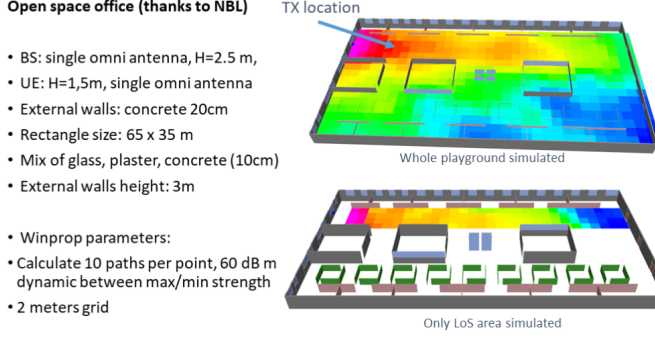 Open space office (thanks to NBL)
• BS: single omni antenna, H=2.5 m,
• UE: H=1,5m, single omni antenna
• External walls: concrete 20cm
• Rectangle size: 65 x 35 m
• Mix of glass, plaster, concrete (10cm)
• External walls height: 3m
• Winprop parameters:
• Calculate 10 paths per point, 60 dB m
dynamic between max/min strength
• 2 meters grid
TX location
Whole playground simulated
Only LoS area simulated